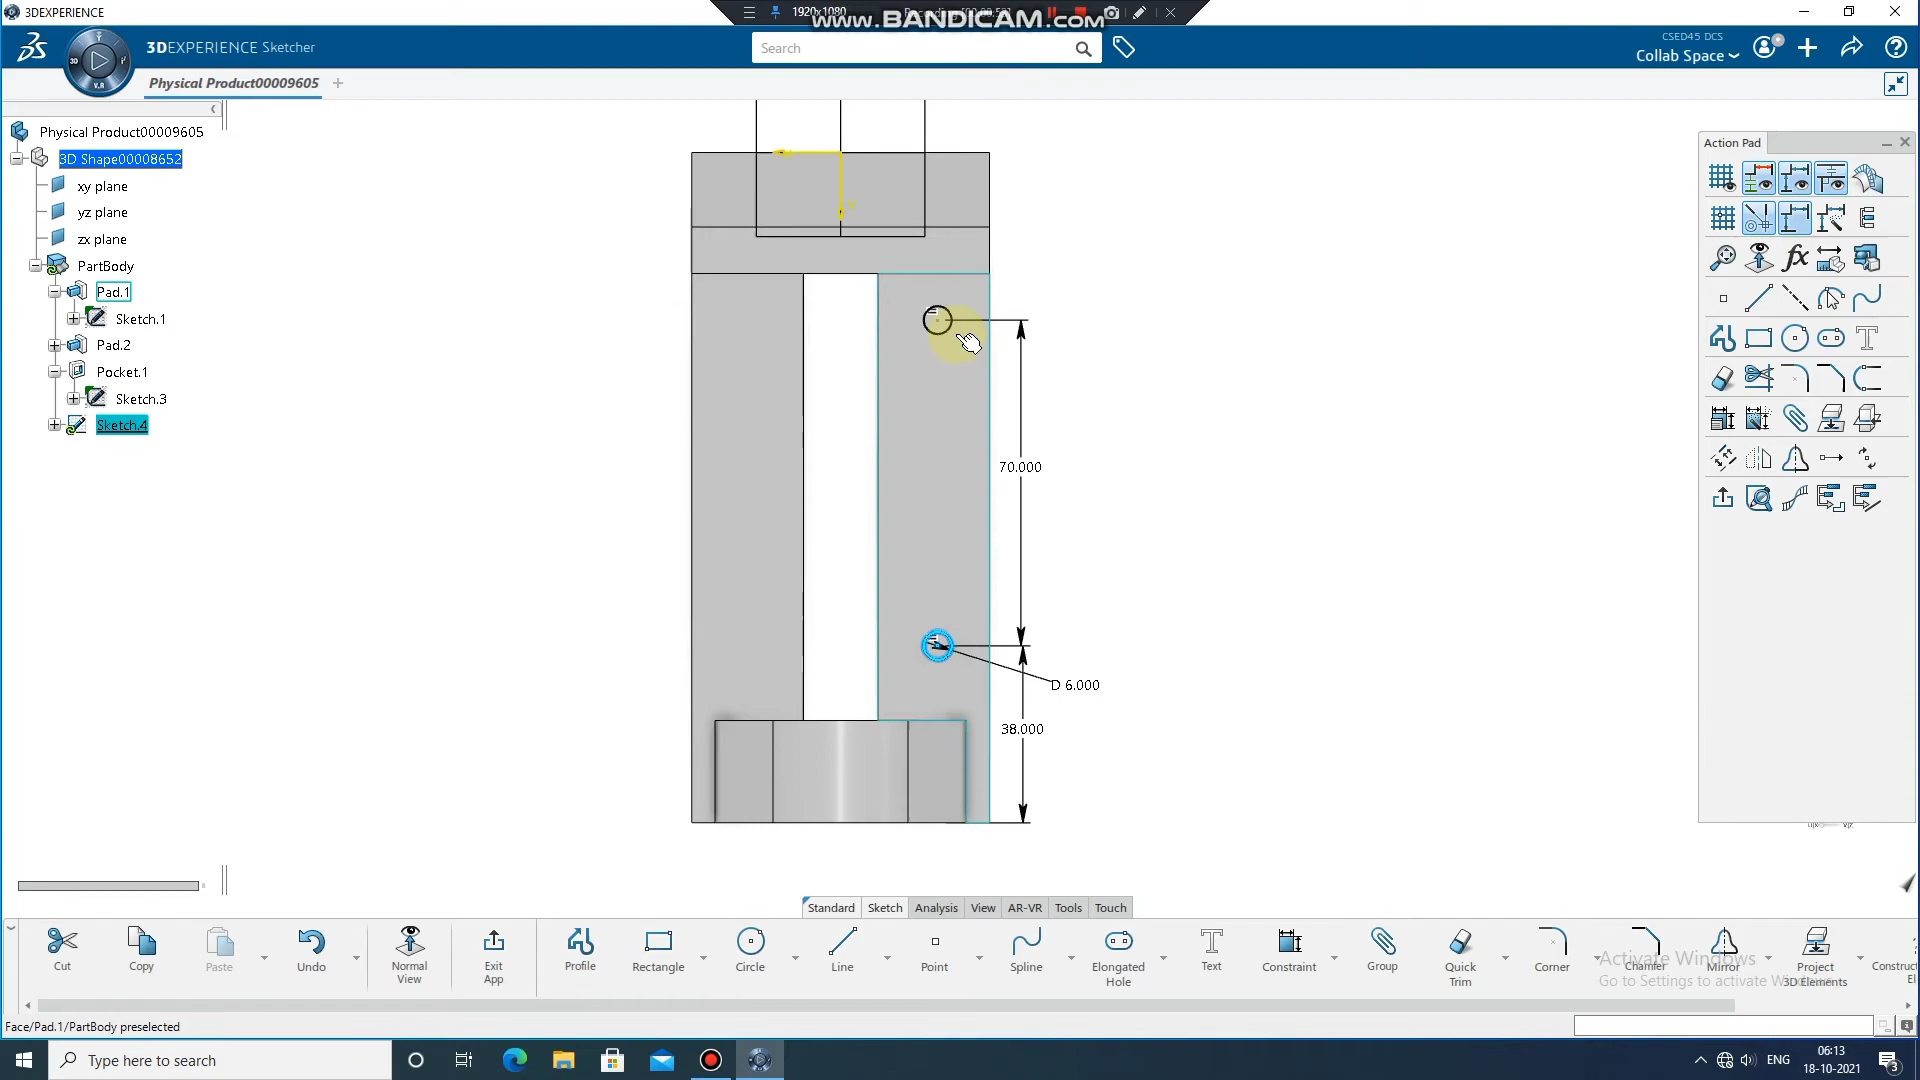 3DEXPERIENCE
1920x1080
www.BANDICAM.com
3DEXPERIENCE Sketcher
Search
CSED45 DCS
Collab Space
Physical Product00009605
Physical Product00009605
3D Shape00008652
xy plane
yz plane
zx plane
PartBody
Pad.1
Sketch.1
Pad.2
Pocket.1
Sketch.3
Sketch.4
70.000
D 6.000
38.000
Action Pad
Standard
Sketch
Analysis
View
AR-VR
Tools
Touch
Cut
Copy
Paste
Undo
Normal View
Exit App
Profile
Rectangle
Circle
Line
Point
Spline
Elongated Hole
Text
Constraint
Group
Quick Trim
Corner
Chamfer
Mirror
Project 3D Elements
Activate Windows
Go to Settings to activate Windows.
Face/Pad.1/PartBody preselected
Type here to search
ENG
06:13
18-10-2021
3